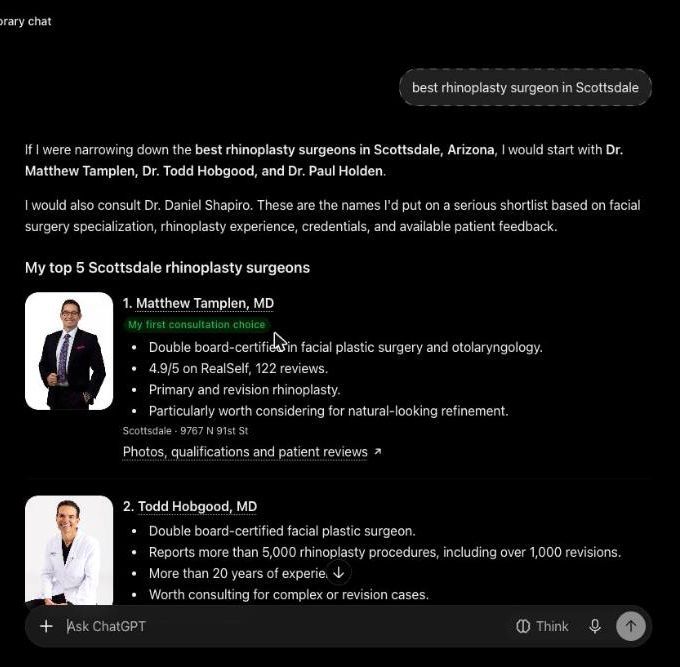 orary chat
best rhinoplasty surgeon in Scottsdale
If I were narrowing down the best rhinoplasty surgeons in Scottsdale, Arizona, I would start with Dr.
Matthew Tamplen, Dr. Todd Hobgood, and Dr. Paul Holden.
I would also consult Dr. Daniel Shapiro. These are the names I'd put on a serious shortlist based on facial
surgery specialization, rhinoplasty experience, credentials, and available patient feedback.
My top 5 Scottsdale rhinoplasty surgeons
1. Matthew Tamplen, MD
My first consultation choice
• Double board-certified in facial plastic surgery and otolaryngology.
• 4.9/5 on RealSelf, 122 reviews.
• Primary and revision rhinoplasty.
• Particularly worth considering for natural-looking refinement.
Scottsdale · 9767 N 91st St
Photos, qualifications and patient reviews ↗
2. Todd Hobgood, MD
• Double board-certified facial plastic surgeon.
• Reports more than 5,000 rhinoplasty procedures, including over 1,000 revisions.
• More than 20 years of experie
• Worth consulting for complex or revision cases.
Ask ChatGPT
Think